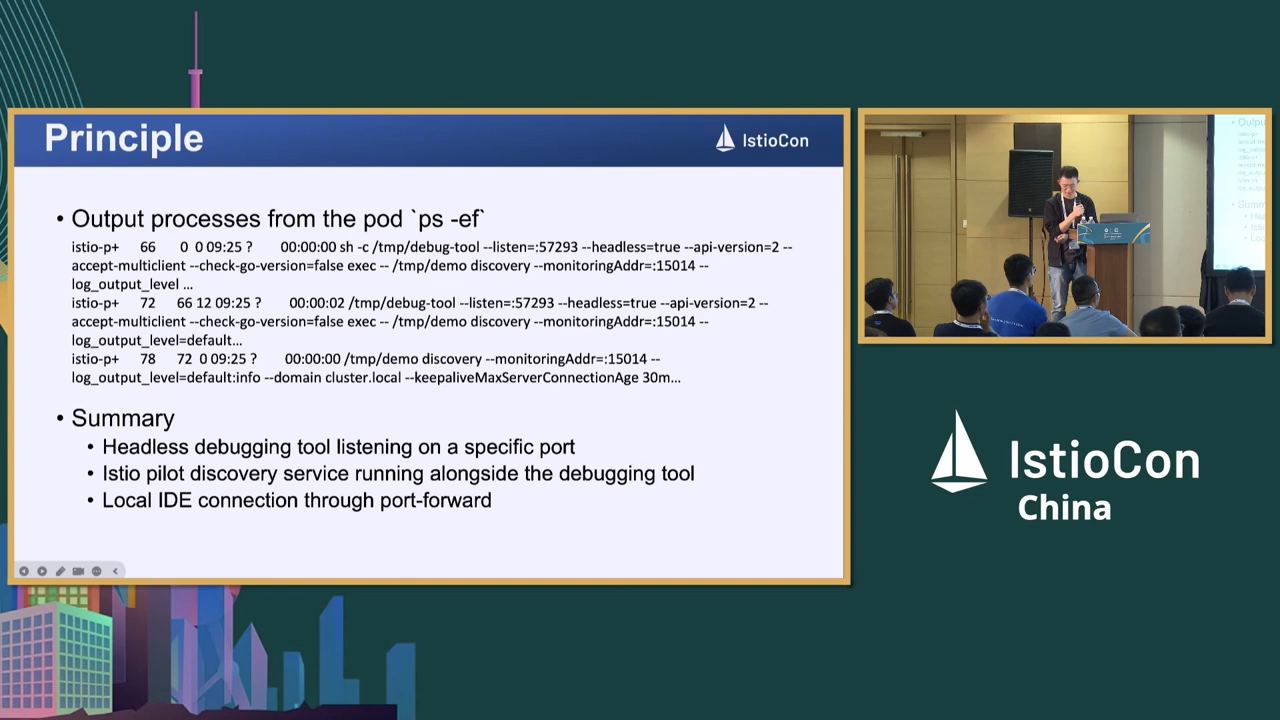 Principle
IstioCon
• Output processes from the pod `ps -ef`
istio-p+ 66 0 0 09:25 ? 00:00:00 sh -c /tmp/debug-tool --listen=:57293 --headless=true --api-version=2 --
accept-multiclient --check-go-version=false exec -- /tmp/demo discovery --monitoringAddr=:15014 --
log_output_level ...
istio-p+ 72 66 12 09:25 ? 00:00:02 /tmp/debug-tool --listen=:57293 --headless=true --api-version=2 --
accept-multiclient --check-go-version=false exec -- /tmp/demo discovery --monitoringAddr=:15014 --
log_output_level=default...
istio-p+ 78 72 0 09:25 ? 00:00:00 /tmp/demo discovery --monitoringAddr=:15014 --
log_output_level=default:info --domain cluster.local --keepaliveMaxServerConnectionAge 30m...
• Summary
• Headless debugging tool listening on a specific port
• Istio pilot discovery service running alongside the debugging tool
• Local IDE connection through port-forward
IstioCon
China